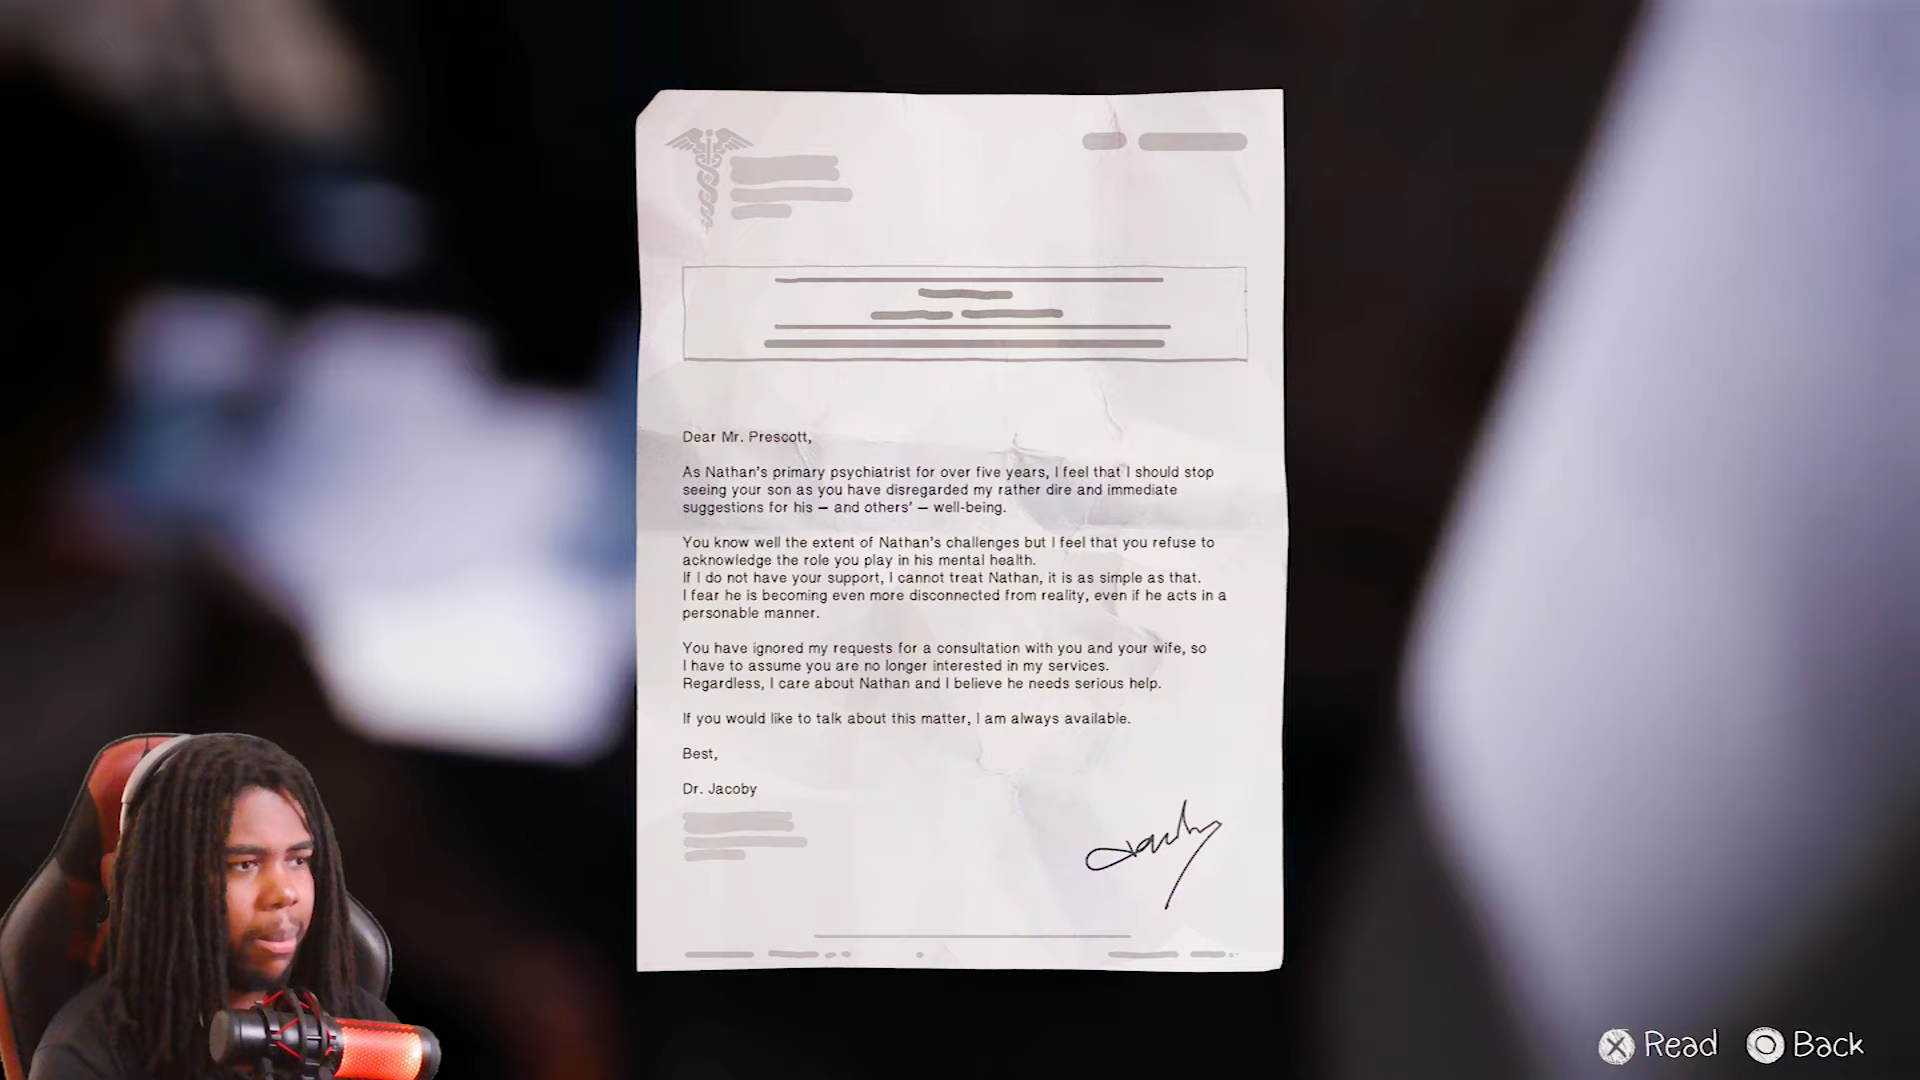 Dear Mr. Prescott,
As Nathan's primary psychiatrist for over five years, I feel that I should stop
seeing your son as you have disregarded my rather dire and immediate
suggestions for his – and others' – well-being.
You know well the extent of Nathan's challenges but I feel that you refuse to
acknowledge the role you play in his mental health.
If I do not have your support, I cannot treat Nathan, it is as simple as that.
I fear he is becoming even more disconnected from reality, even if he acts in a
personable manner.
You have ignored my requests for a consultation with you and your wife, so
I have to assume you are no longer interested in my services.
Regardless, I care about Nathan and I believe he needs serious help.
If you would like to talk about this matter, I am always available.
Best,
Dr. Jacoby
Read Back